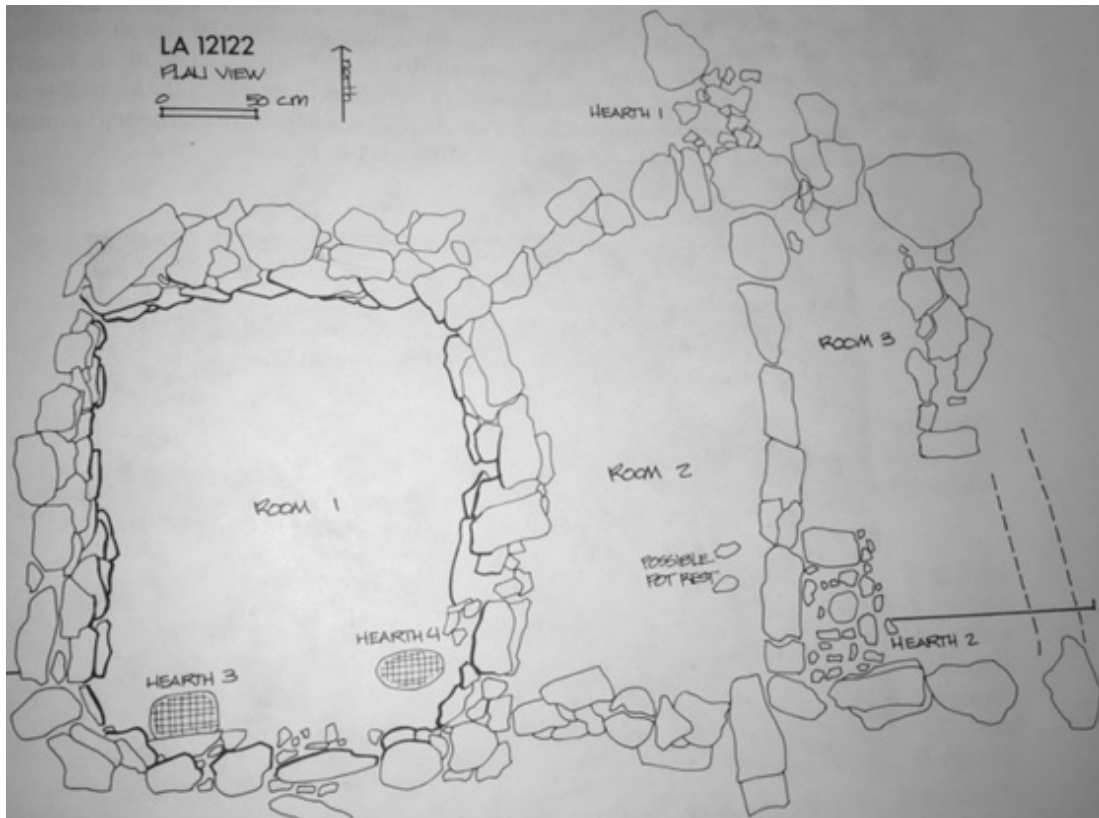 LA 12122
PLAN VIEW
0 50 cm
north
HEARTH 1
ROOM 3
ROOM 2
ROOM 1
POSSIBLE
POT REST
HEARTH 4
HEARTH 2
HEARTH 3